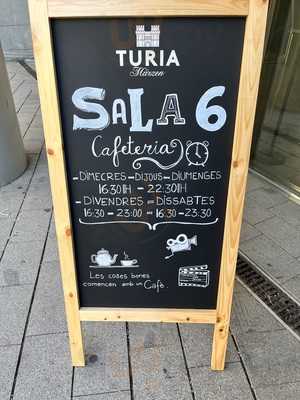 TURIA
Märzen
SALA 6
Cafeteria
-DIMECRES-DIJOUS-DIUMENGES
16:30H - 22:30H
-DIVENDRES - DISSABTES
16:30 - 23:00 - 16:30 - 23:30
Les coses bones
comencen amb un Cafè